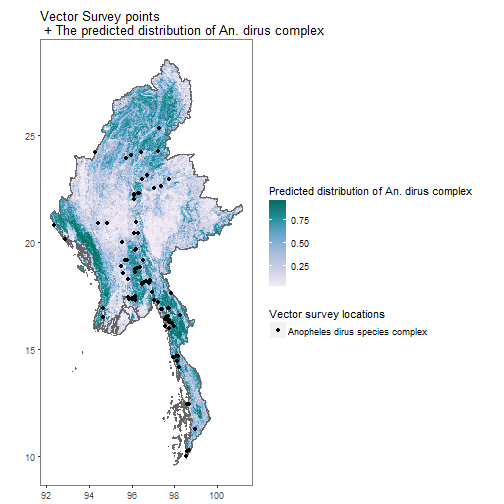 Vector Survey points
+ The predicted distribution of An. dirus complex
25
20
15
10
92 94 96 98 100
Predicted distribution of An. dirus complex
0.75
0.50
0.25
Vector survey locations
Anopheles dirus species complex